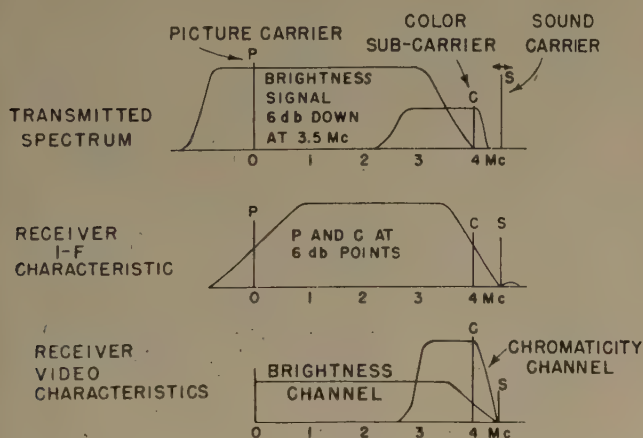 PICTURE CARRIER
COLOR
SUB-CARRIER
SOUND
CARRIER
TRANSMITTED
SPECTRUM
P
BRIGHTNESS
SIGNAL
6 db DOWN
AT 3.5 Mc
C
S
0 1 2 3 4 Mc
RECEIVER
I-F
CHARACTERISTIC
P
P AND C AT
6 db POINTS
C S
0 1 2 3 4 Mc
RECEIVER
VIDEO
CHARACTERISTICS
BRIGHTNESS
CHANNEL
C
CHROMATICITY
CHANNEL
S
0 1 2 3 4 Mc